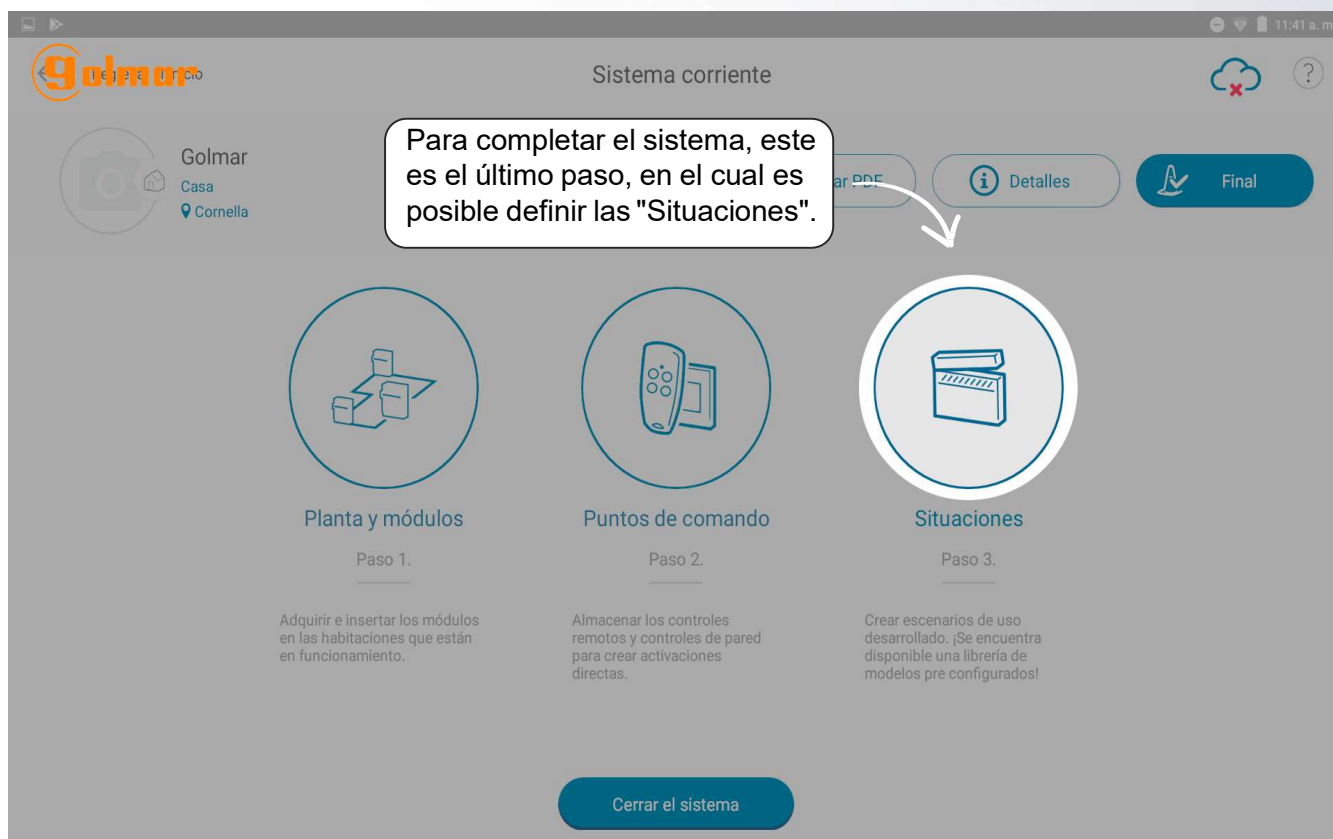 11:41 a. m
golmar
Sistema corriente
?
Golmar
Casa
Cornella
Para completar el sistema, este
es el último paso, en el cual es
posible definir las "Situaciones".
PDF
Detalles
Final
Planta y módulos
Puntos de comando
Situaciones
Paso 1.
Paso 2.
Paso 3.
Adquirir e insertar los módulos
en las habitaciones que están
en funcionamiento.
Almacenar los controles
remotos y controles de pared
para crear activaciones
directas.
Crear escenarios de uso
desarrollado. ¡Se encuentra
disponible una librería de
modelos pre configurados!
Cerrar el sistema